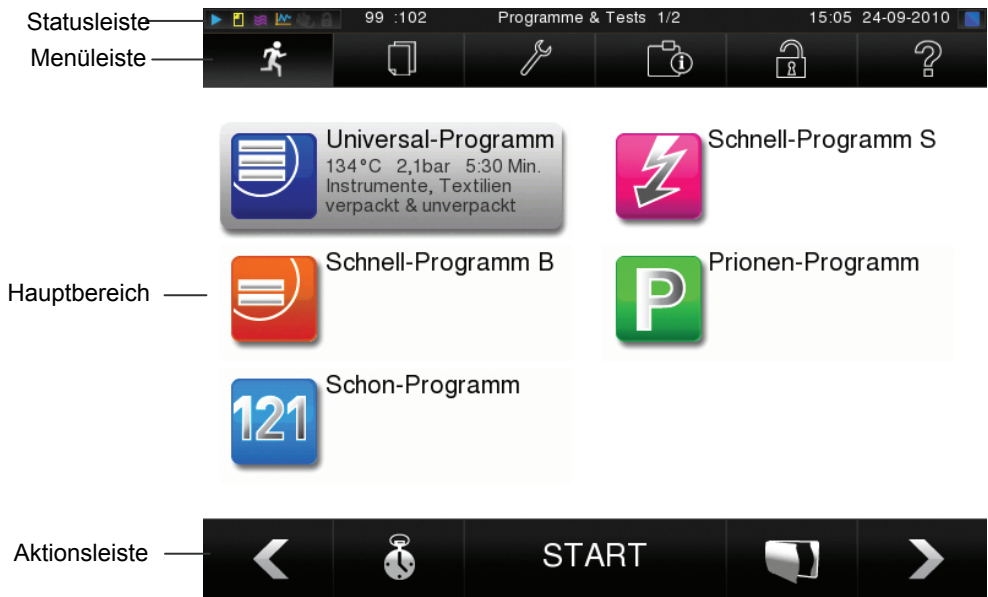 Statusleiste
99 :102 Programme & Tests 1/2 15:05 24-09-2010
Menüleiste
?
Universal-Programm
134°C 2,1bar 5:30 Min.
Instrumente, Textilien
verpackt & unverpackt
Schnell-Programm S
Schnell-Programm B
P
Prionen-Programm
Hauptbereich
121
Schon-Programm
Aktionsleiste
START